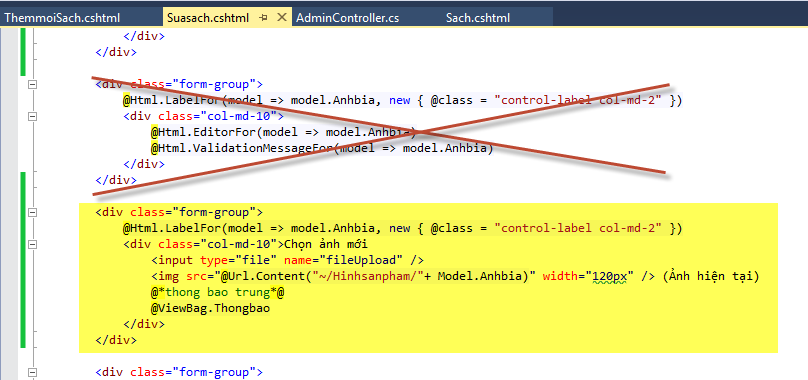 ThemmoiSach.cshtml Suasach.cshtml AdminController.cs Sach.cshtml
</div>
</div>
<div class="form-group">
@Html.LabelFor(model => model.Anhbia, new { @class = "control-label col-md-2" })
<div class="col-md-10">
@Html.EditorFor(model => model.Anhbia)
@Html.ValidationMessageFor(model => model.Anhbia)
</div>
</div>
<div class="form-group">
@Html.LabelFor(model => model.Anhbia, new { @class = "control-label col-md-2" })
<div class="col-md-10">Chọn ảnh mới
<input type="file" name="fileUpload" />
<img src="@Url.Content("~/Hinhsanpham/"+ Model.Anhbia)" width="120px" /> (Ảnh hiện tại)
@*thong bao trung*@
@ViewBag.Thongbao
</div>
</div>
<div class="form-group">